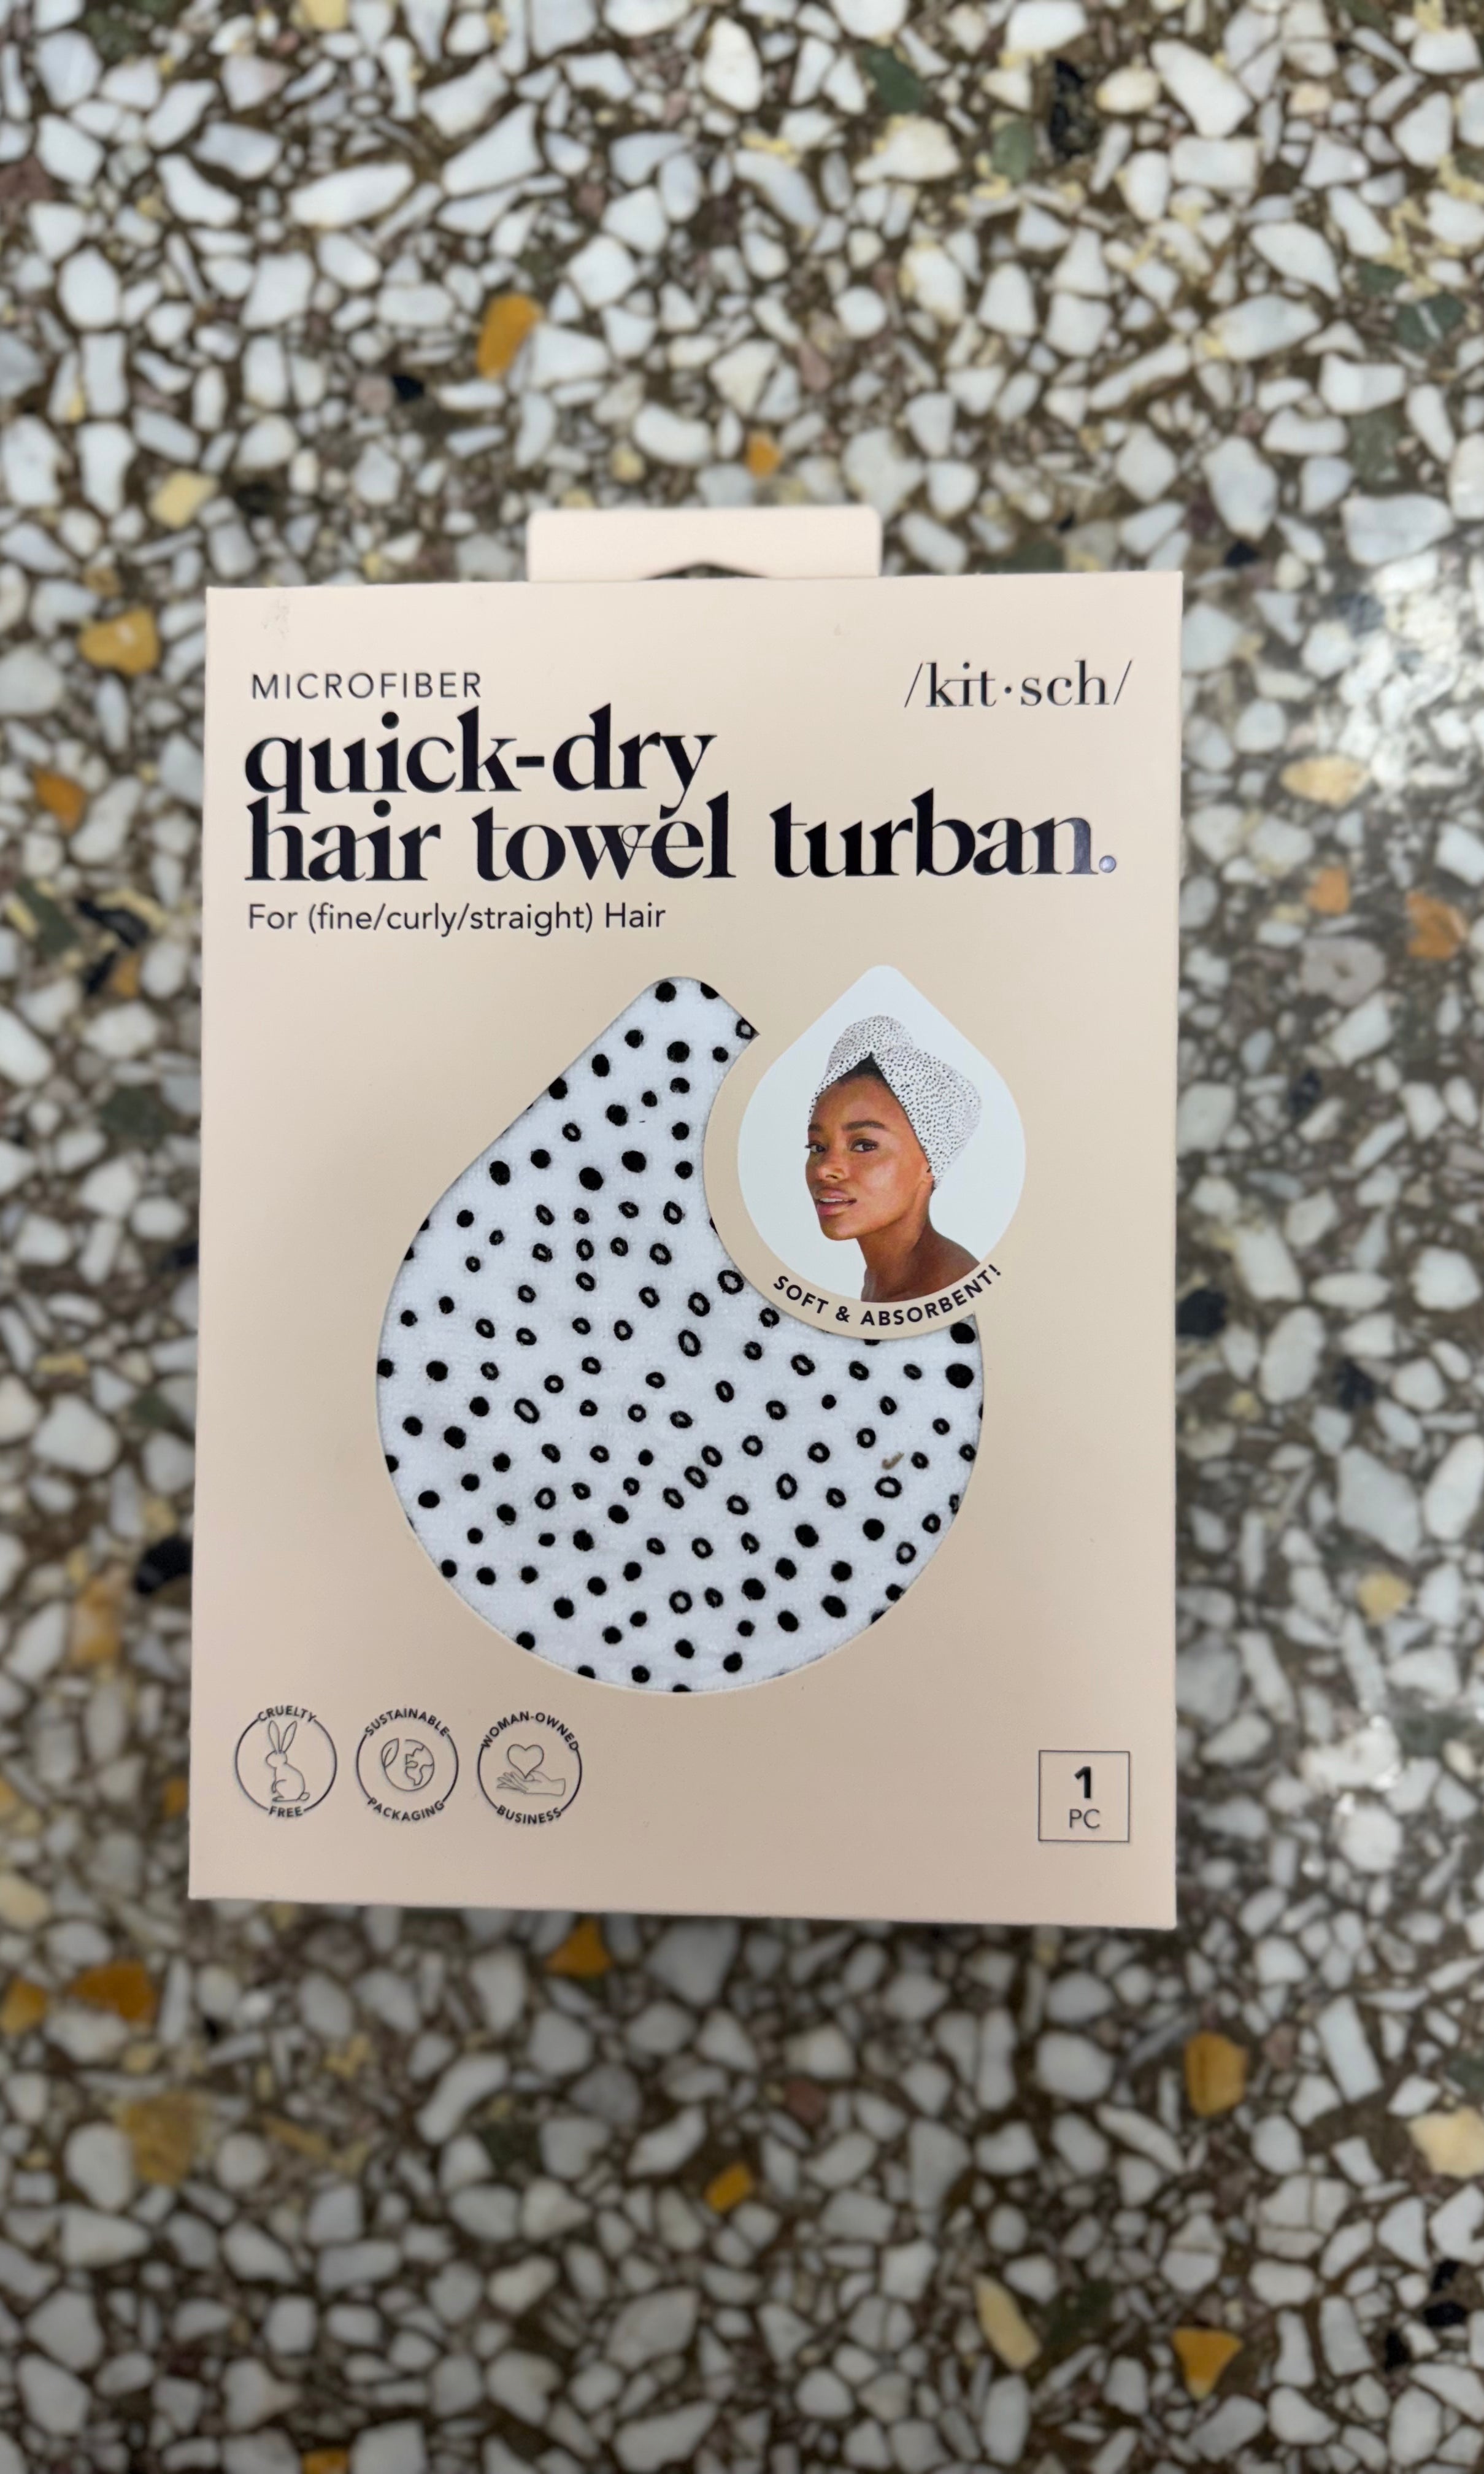 MICROFIBER
/kit·sch/
quick-dry
hair towel turban.
For (fine/curly/straight) Hair
SOFT & ABSORBENT!
CRUELTY
FREE
SUSTAINABLE
PACKAGING
WOMAN-OWNED
BUSINESS
1
PC